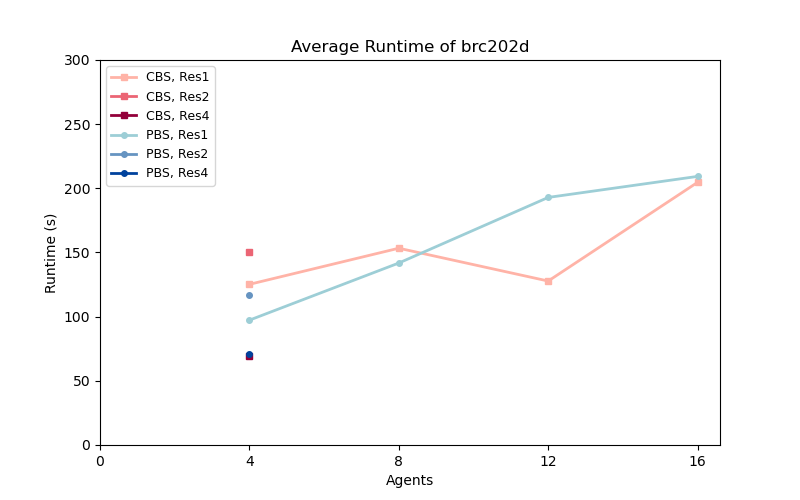 Average Runtime of brc202d
300
250
200
150
100
50
0
Runtime (s)
CBS, Res1
CBS, Res2
CBS, Res4
PBS, Res1
PBS, Res2
PBS, Res4
0 4 8 12 16
Agents